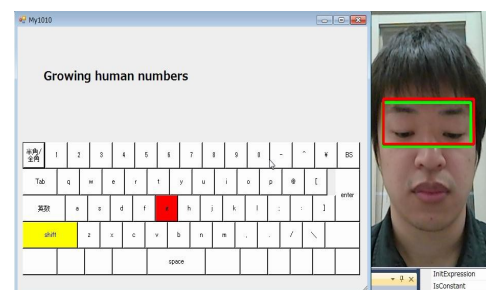 My1010
Growing human numbers
半角/
全角 1 2 3 4 5 6 7 8 9 0 - ^ ¥ BS
Tab q w e r t y u i o p @ [
enter
英数 a s d f h j k l ; : ]
shift z x c v b n m , . / \
space
InitExpression
IsConstant